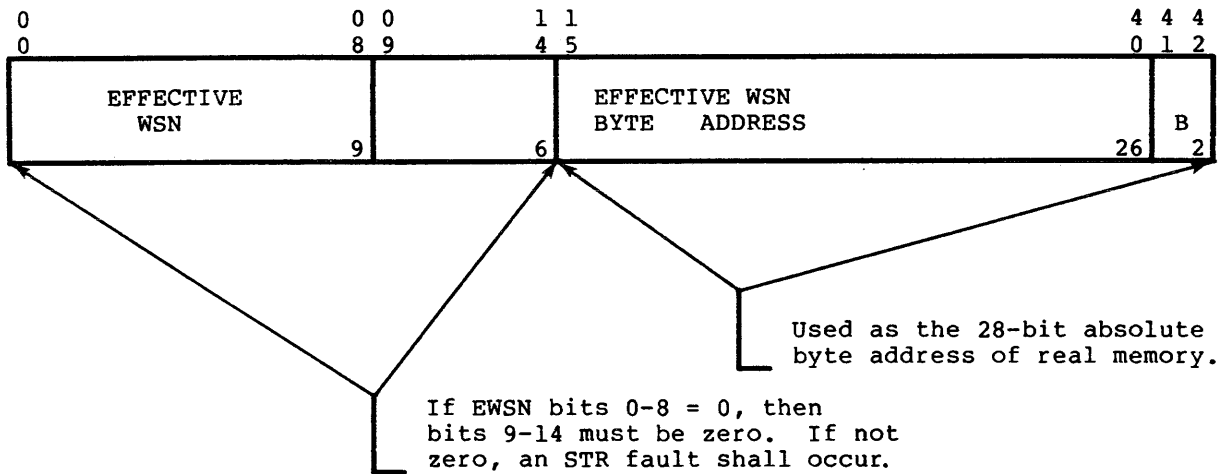 0 0 0 1 1 4 4 4
0 8 9 4 5 0 1 2
EFFECTIVE
WSN
EFFECTIVE WSN
BYTE ADDRESS
B
9 6 26 2
Used as the 28-bit absolute
byte address of real memory.
If EWSN bits 0-8 = 0, then
bits 9-14 must be zero. If not
zero, an STR fault shall occur.